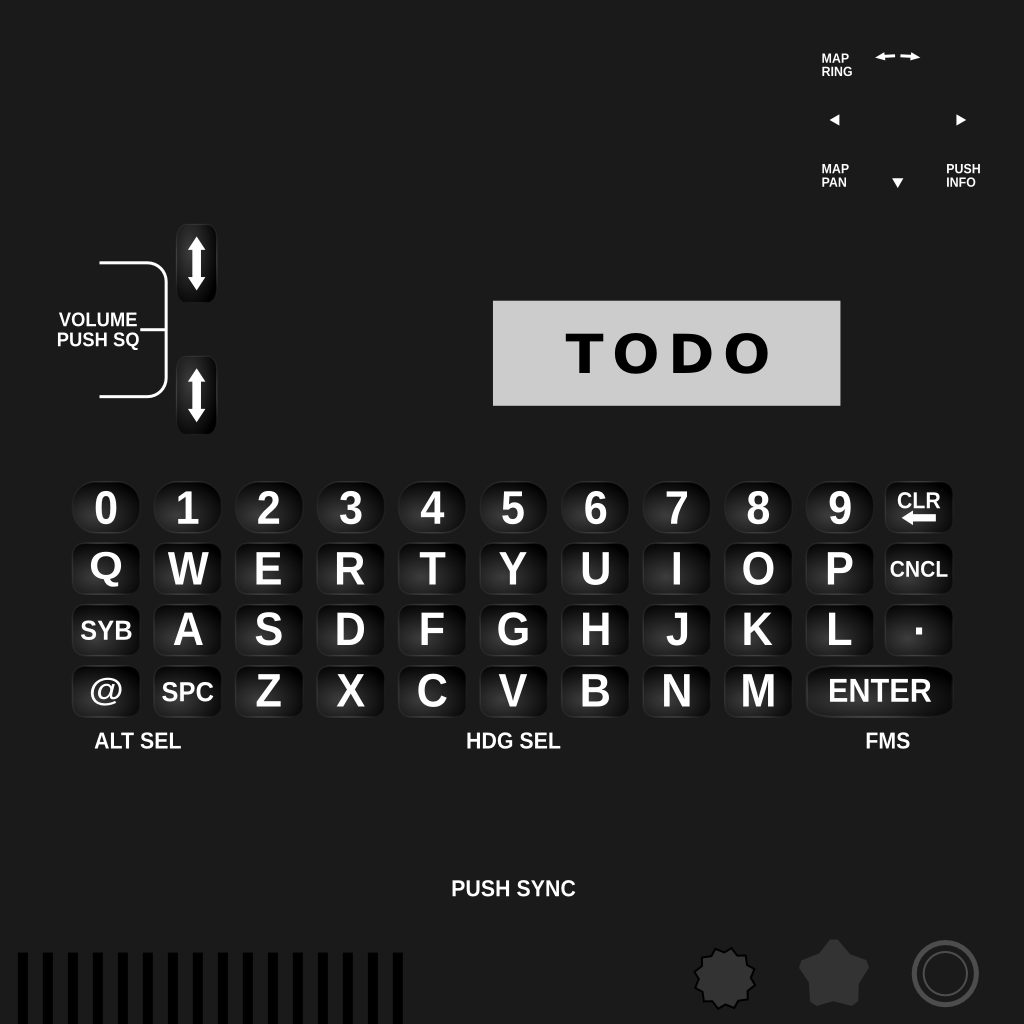 MAP
RING
MAP
PAN
PUSH
INFO
VOLUME
PUSH SQ
TODO
0 1 2 3 4 5 6 7 8 9 CLR
Q W E R T Y U I O P CNCL
SYB A S D F G H J K L ·
@ SPC Z X C V B N M ENTER
ALT SEL HDG SEL FMS
PUSH SYNC